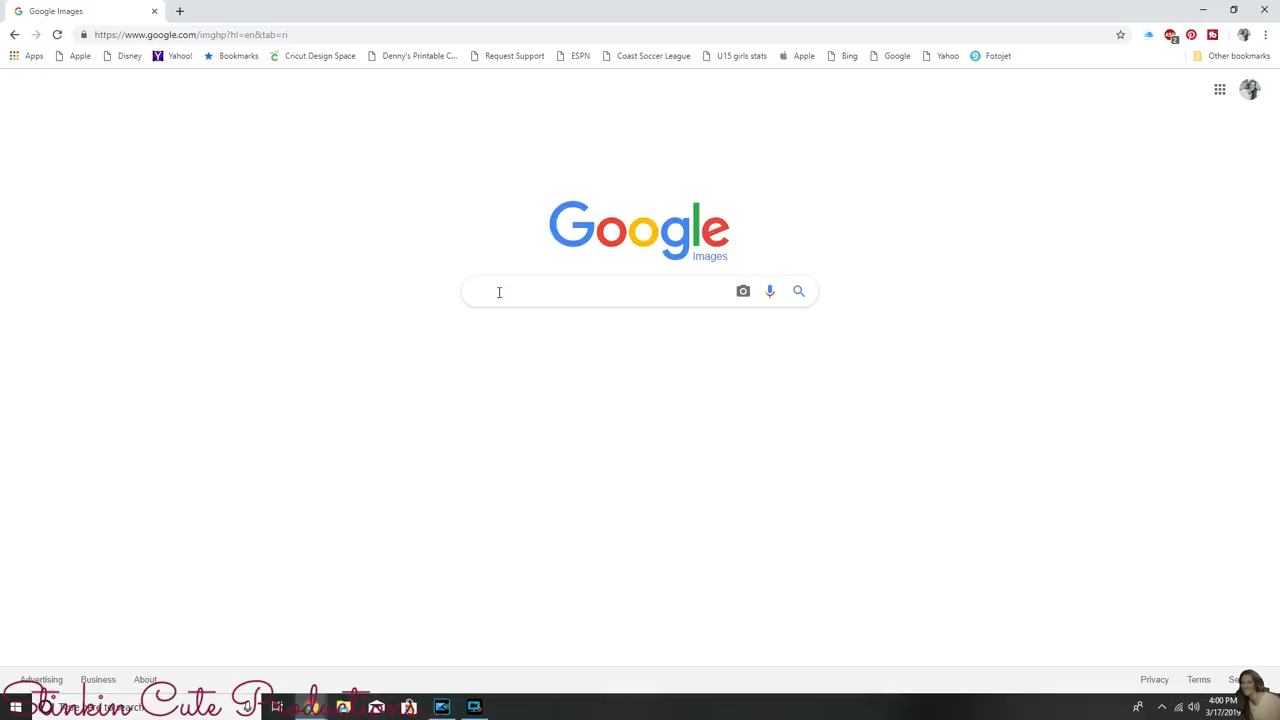 Google Images
https://www.google.com/imghp?hl=en&tab=ri
Apps Apple Disney Yahoo! Bookmarks Cricut Design Space Denny's Printable C... Request Support ESPN Coast Soccer League U15 girls stats Apple Bing Google Yahoo Fotojet Other bookmarks
Google
Images
Advertising Business About Privacy Terms Se
Stinkin Cute Productions
4:00 PM
3/17/2019